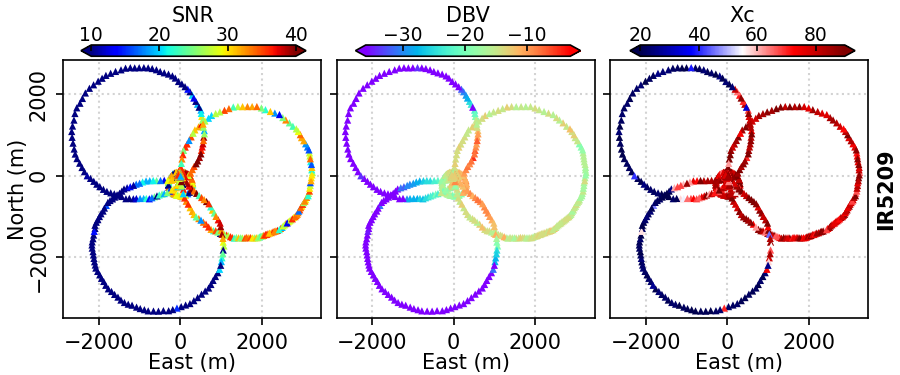 SNR DBV Xc
10 20 30 40 −30 −20 −10 20 40 60 80
North (m)
2000
0
−2000
IR5209
−2000 0 2000 −2000 0 2000 −2000 0 2000
East (m) East (m) East (m)